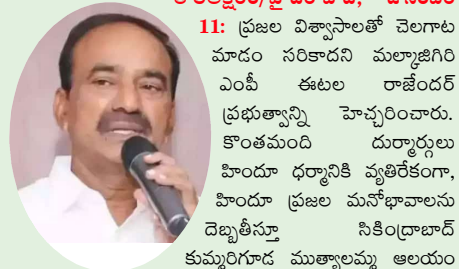 11: ప్రజల విశ్వాసాలతో చెలగాట
మాడం సరికాదని మల్కాజిగిరి
ఎంపీ ఈటల రాజేందర్
ప్రభుత్వాన్ని హెచ్చరించారు.
కొంతమంది దుర్మార్గులు
హిందూ ధర్మానికి వ్యతిరేకంగా,
హిందూ ప్రజల మనోభావాలను
దెబ్బతీస్తూ సికింద్రాబాద్
కుమ్మరిగూడ ముత్యాలమ్మ ఆలయం